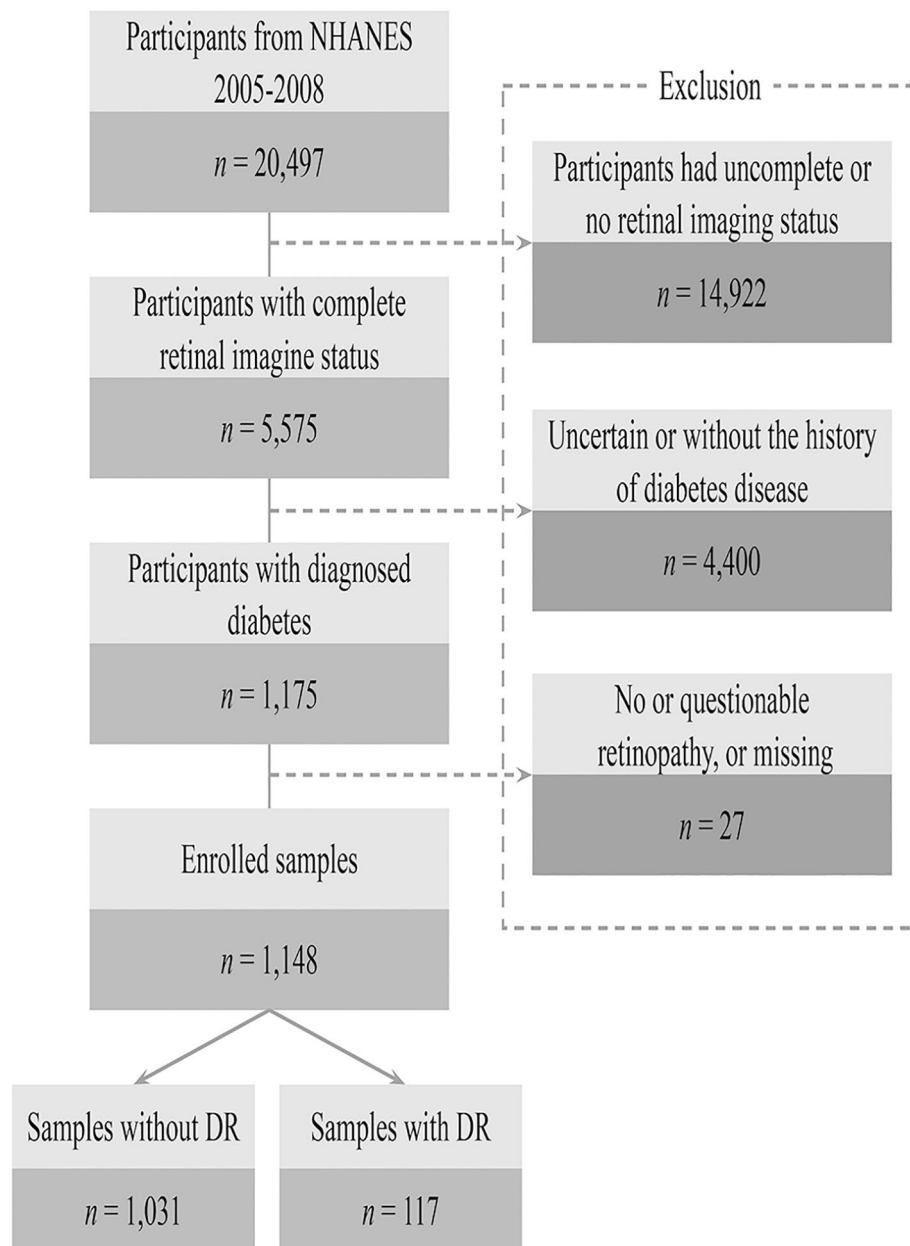 Participants from NHANES
2005-2008
n = 20,497
Exclusion
Participants had uncomplete or
no retinal imaging status
n = 14,922
Participants with complete
retinal imagine status
n = 5,575
Uncertain or without the history
of diabetes disease
n = 4,400
Participants with diagnosed
diabetes
n = 1,175
No or questionable
retinopathy, or missing
n = 27
Enrolled samples
n = 1,148
Samples without DR
n = 1,031
Samples with DR
n = 117